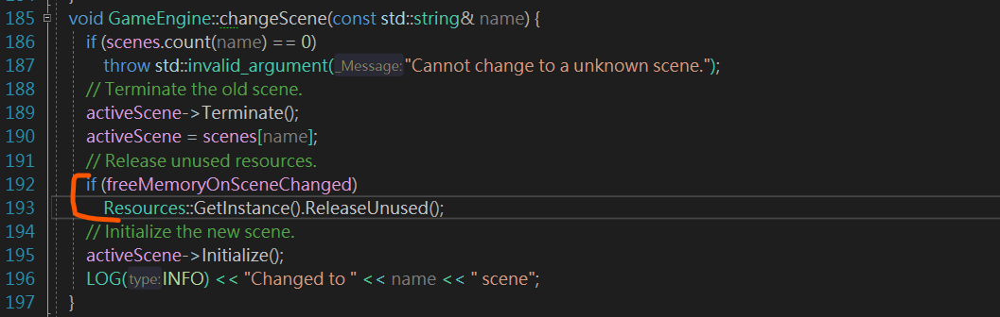 185 void GameEngine::changeScene(const std::string& name) {
186 if (scenes.count(name) == 0)
187 throw std::invalid_argument(_Message:"Cannot change to a unknown scene.");
188 // Terminate the old scene.
189 activeScene->Terminate();
190 activeScene = scenes[name];
191 // Release unused resources.
192 if (freeMemoryOnSceneChanged)
193 Resources::GetInstance().ReleaseUnused();
194 // Initialize the new scene.
195 activeScene->Initialize();
196 LOG(type:INFO) << "Changed to " << name << " scene";
197 }